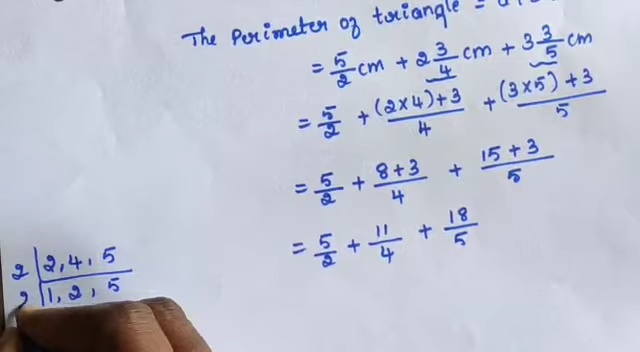 The Perimeter of triangle =
= 5/2 cm + 2 3/4 cm + 3 3/5 cm
= 5/2 + (2×4)+3/4 + (3×5)+3/5
= 5/2 + 8+3/4 + 15+3/5
= 5/2 + 11/4 + 18/5
2 | 2, 4, 5
2 | 1, 2, 5